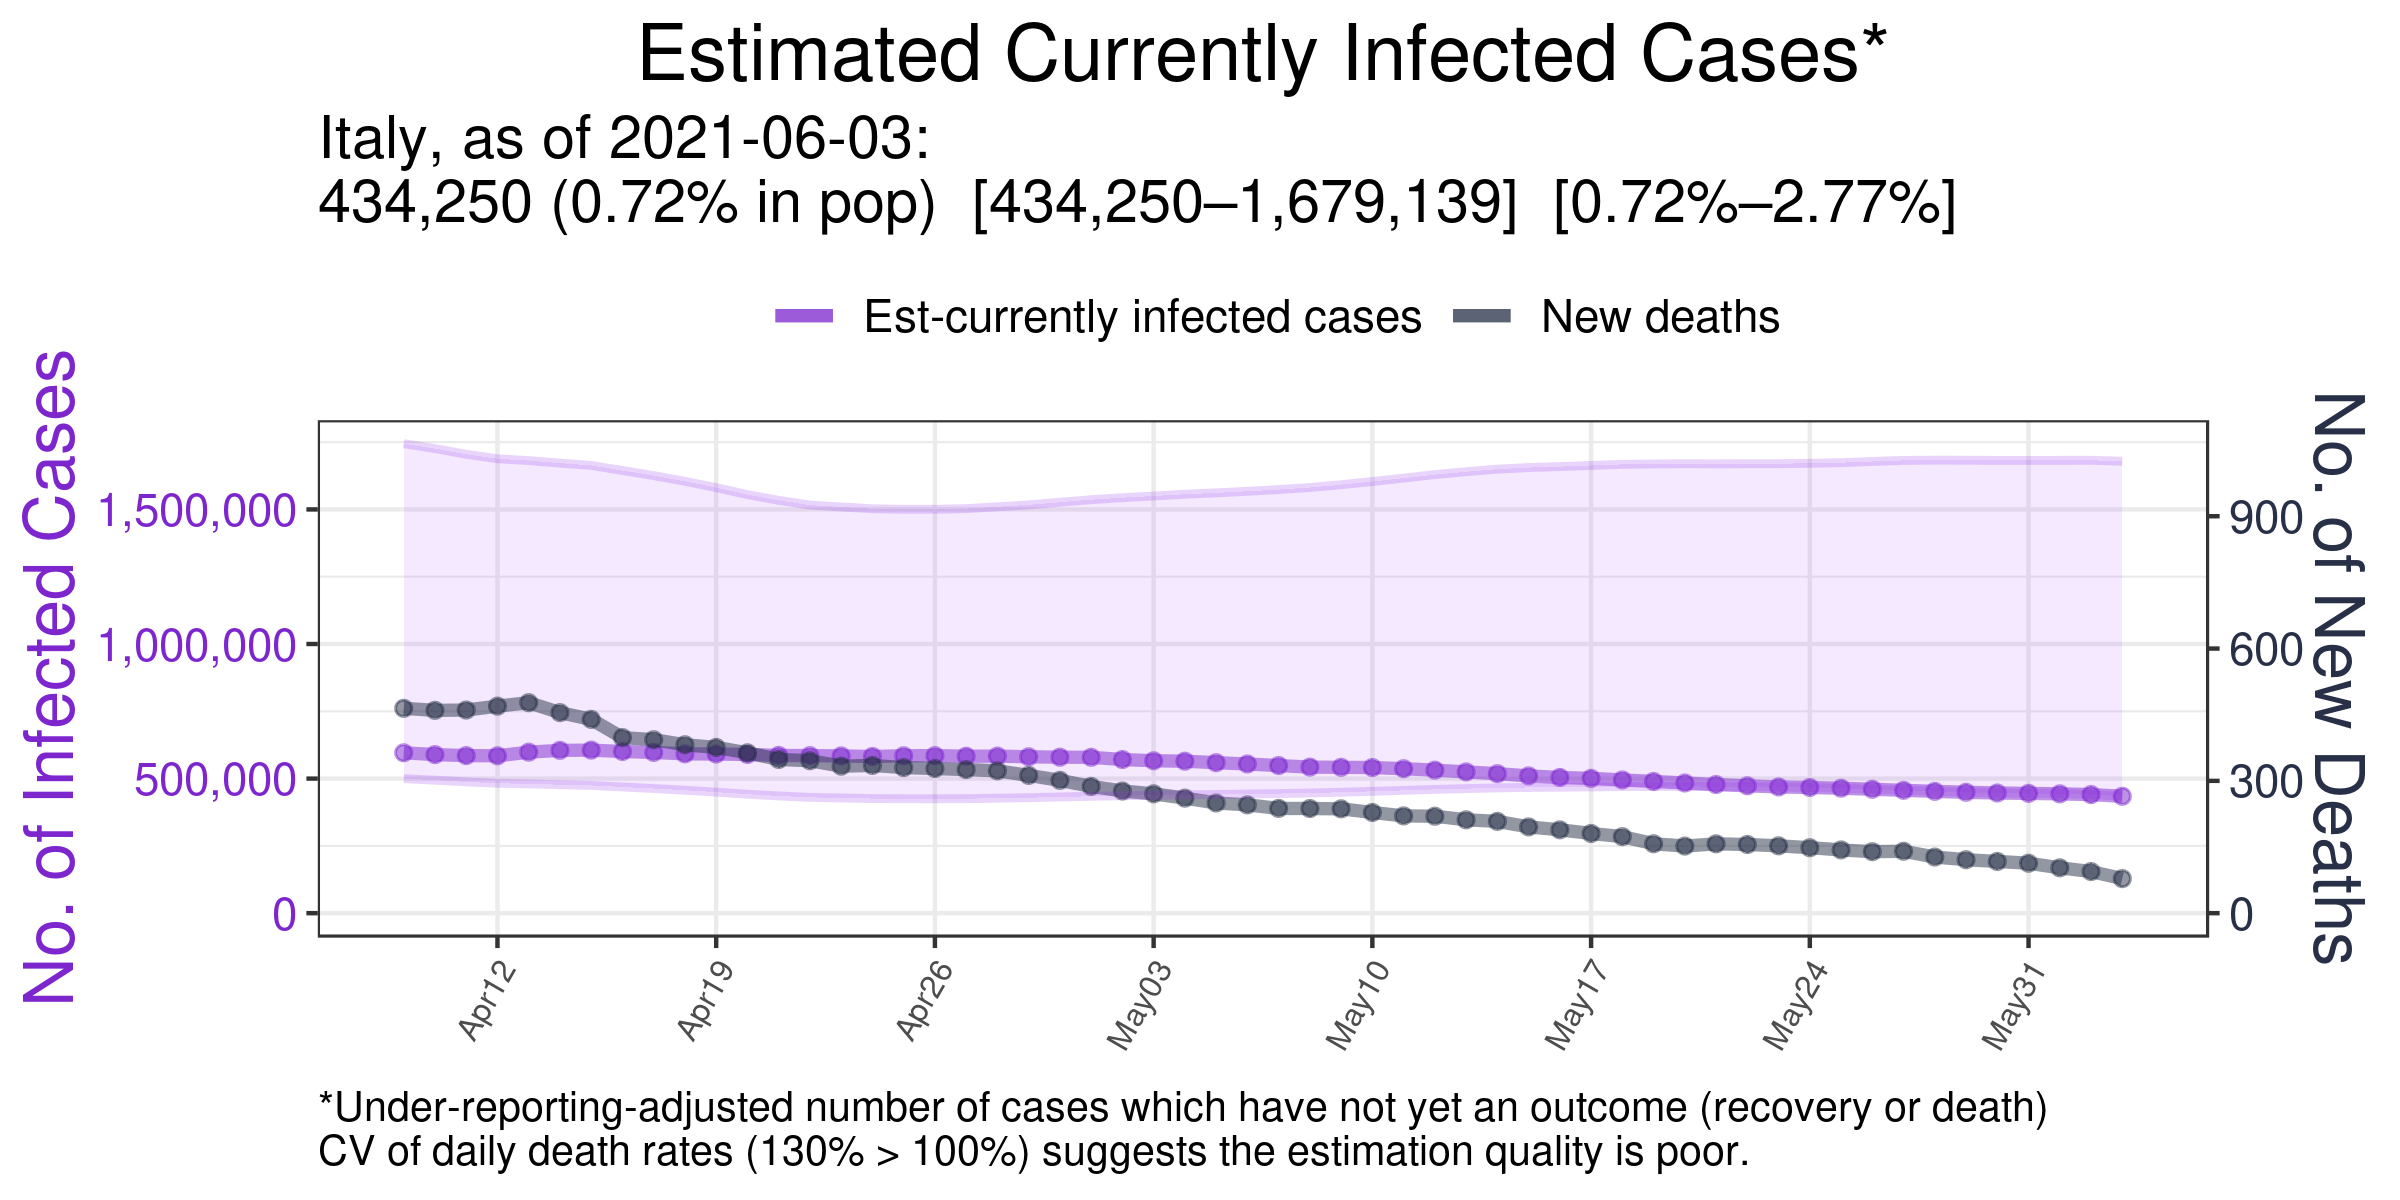 Estimated Currently Infected Cases*
Italy, as of 2021-06-03:
434,250 (0.72% in pop)  [434,250–1,679,139]  [0.72%–2.77%]
Est-currently infected cases
New deaths
No. of Infected Cases
1,500,000
1,000,000
500,000
0
900
600
300
0
No. of New Deaths
Apr12
Apr19
Apr26
May03
May10
May17
May24
May31
*Under-reporting-adjusted number of cases which have not yet an outcome (recovery or death)
CV of daily death rates (130% > 100%) suggests the estimation quality is poor.